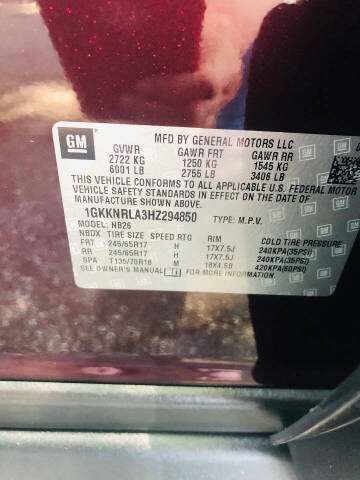 GM
MFD BY GENERAL MOTORS LLC
GVWR GAWR FRT GAWR RR
2722 KG 1250 KG 1545 KG
6001 LB 2755 LB 3406 LB
THIS VEHICLE CONFORMS TO ALL APPLICABLE U.S. FEDERAL MOTOR
VEHICLE SAFETY STANDARDS IN EFFECT ON THE DATE OF
MANUFACTURE SHOWN ABOVE.
1GKKNRLA3HZ294850 TYPE: M.P.V.
MODEL: NB26
NBDX TIRE SIZE SPEED RTG RIM COLD TIRE PRESSURE
FRT 245/65R17 H 17X7.5J 240KPA(35PSI)
RR 245/65R17 H 17X7.5J 240KPA(35PSI)
SPA T135/70R18 M 18X4.5B 420KPA(60PSI)
SEE OWNER'S MANUAL FOR MORE INFORMATION.